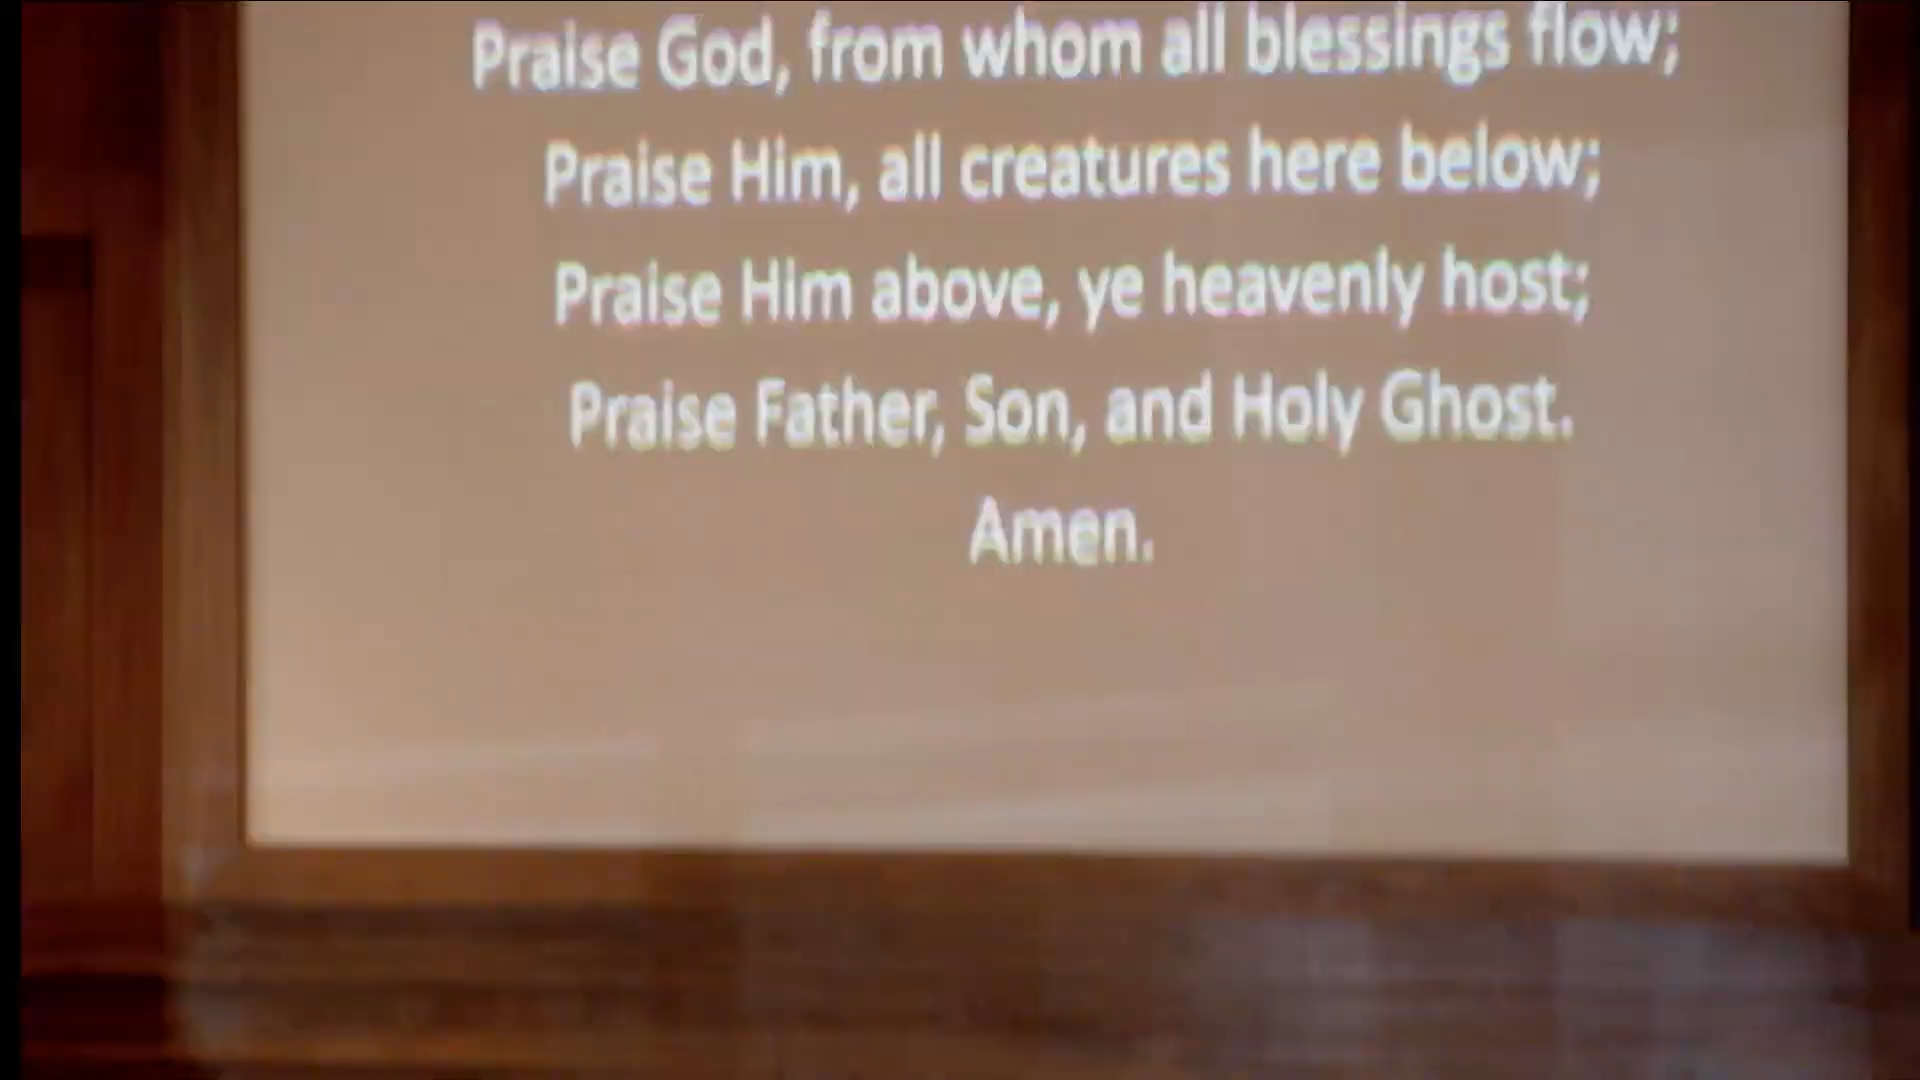 Praise God, from whom all blessings flow;
Praise Him, all creatures here below;
Praise Him above, ye heavenly host;
Praise Father, Son, and Holy Ghost.
Amen.